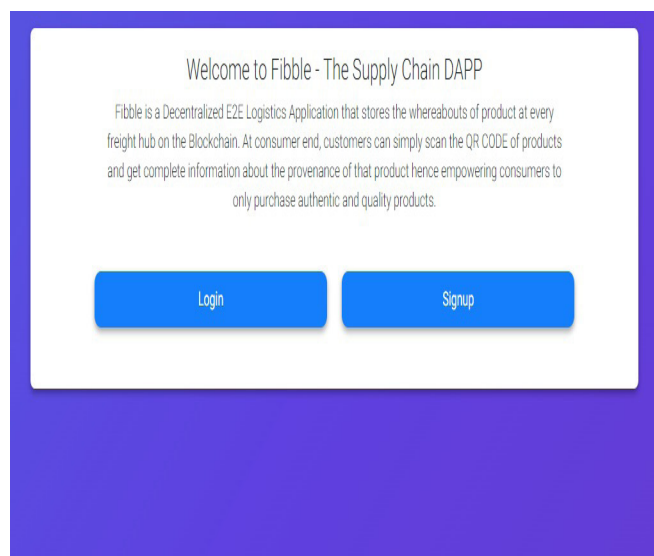 Welcome to Fibble - The Supply Chain DAPP
Fibble is a Decentralized E2E Logistics Application that stores the whereabouts of product at every
freight hub on the Blockchain. At consumer end, customers can simply scan the QR CODE of products
and get complete information about the provenance of that product hence empowering consumers to
only purchase authentic and quality products.
Login
Signup